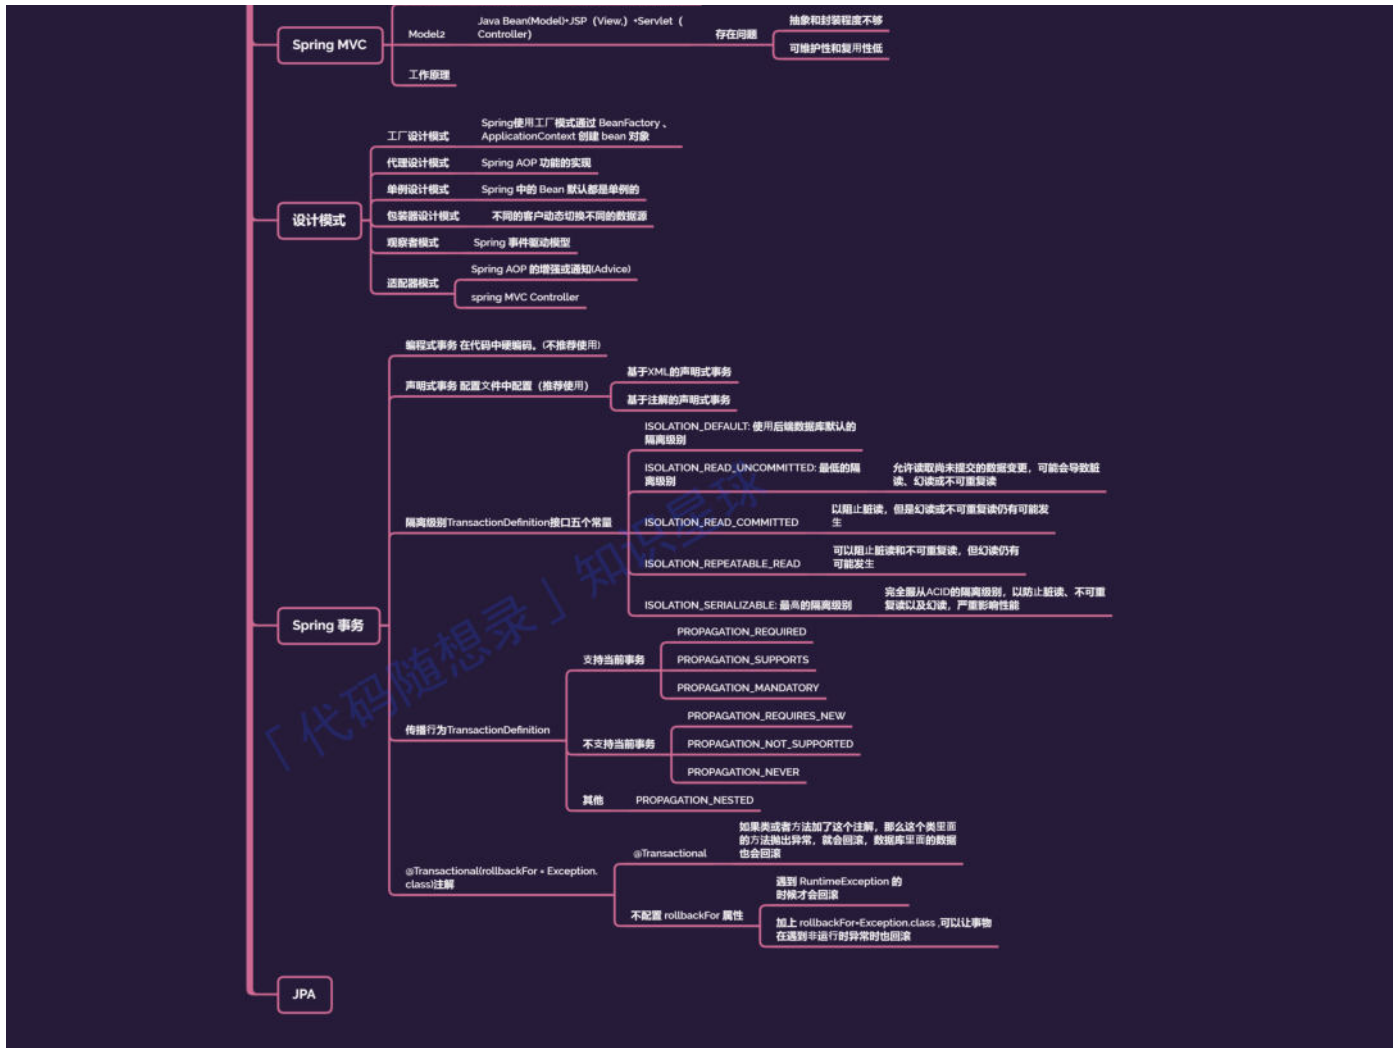 Spring MVC
Model2
Java Bean(Model)+JSP（View,）+Servlet（
Controller)
存在问题
抽象和封装程度不够
可维护性和复用性低
工作原理
设计模式
工厂设计模式
Spring使用工厂模式通过 BeanFactory 、
ApplicationContext 创建 bean 对象
代理设计模式
Spring AOP 功能的实现
单例设计模式
Spring 中的 Bean 默认都是单例的
包装器设计模式
不同的客户动态切换不同的数据源
观察者模式
Spring 事件驱动模型
适配器模式
Spring AOP 的增强或通知(Advice)
spring MVC Controller
Spring 事务
编程式事务 在代码中硬编码。(不推荐使用)
声明式事务 配置文件中配置（推荐使用）
基于XML的声明式事务
基于注解的声明式事务
隔离级别TransactionDefinition接口五个常量
ISOLATION_DEFAULT: 使用后端数据库默认的
隔离级别
ISOLATION_READ_UNCOMMITTED: 最低的隔
离级别
允许读取尚未提交的数据变更，可能会导致脏
读、幻读或不可重复读
ISOLATION_READ_COMMITTED
以阻止脏读，但是幻读或不可重复读仍有可能发
生
ISOLATION_REPEATABLE_READ
可以阻止脏读和不可重复读，但幻读仍有
可能发生
ISOLATION_SERIALIZABLE: 最高的隔离级别
完全服从ACID的隔离级别，以防止脏读、不可重
复读以及幻读，严重影响性能
传播行为TransactionDefinition
支持当前事务
PROPAGATION_REQUIRED
PROPAGATION_SUPPORTS
PROPAGATION_MANDATORY
不支持当前事务
PROPAGATION_REQUIRES_NEW
PROPAGATION_NOT_SUPPORTED
PROPAGATION_NEVER
其他
PROPAGATION_NESTED
@Transactional(rollbackFor = Exception.
class)注解
@Transactional
如果类或者方法加了这个注解，那么这个类里面
的方法抛出异常，就会回滚，数据库里面的数据
也会回滚
不配置 rollbackFor 属性
遇到 RuntimeException 的
时候才会回滚
加上 rollbackFor=Exception.class ,可以让事物
在遇到非运行时异常时也回滚
JPA
「代码随想录」知识星球